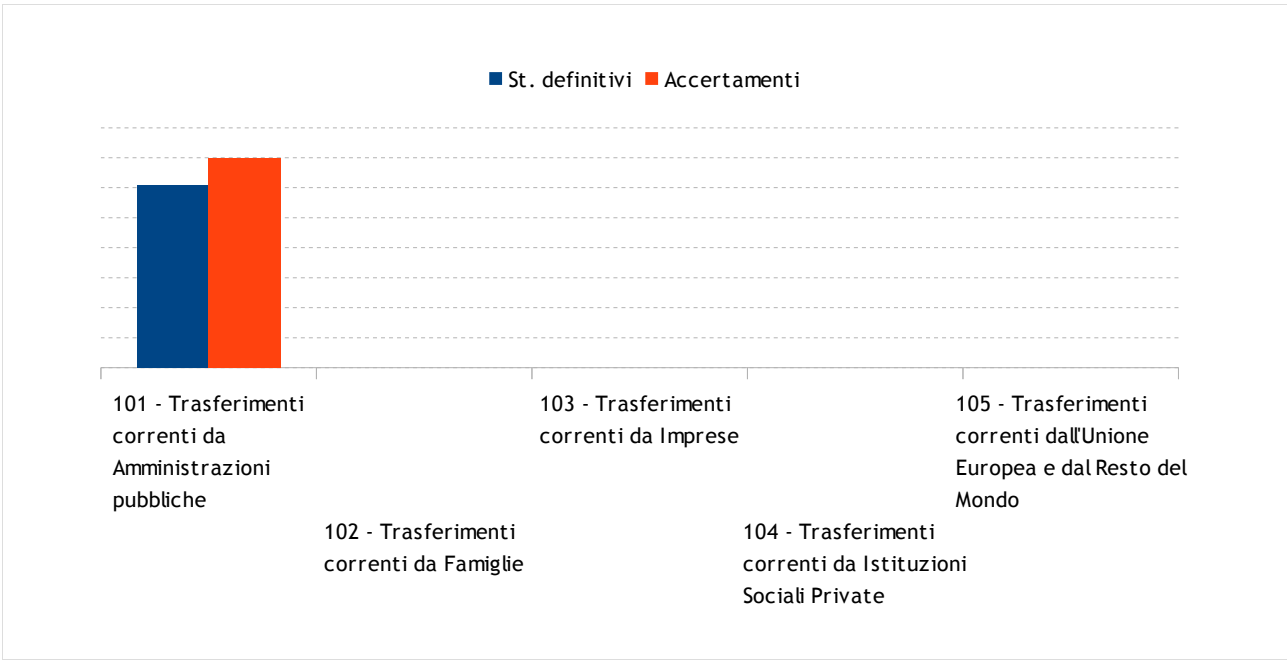 St. definitivi Accertamenti
101 - Trasferimenti
correnti da
Amministrazioni
pubbliche
102 - Trasferimenti
correnti da Famiglie
103 - Trasferimenti
correnti da Imprese
104 - Trasferimenti
correnti da Istituzioni
Sociali Private
105 - Trasferimenti
correnti dall'Unione
Europea e dal Resto del
Mondo